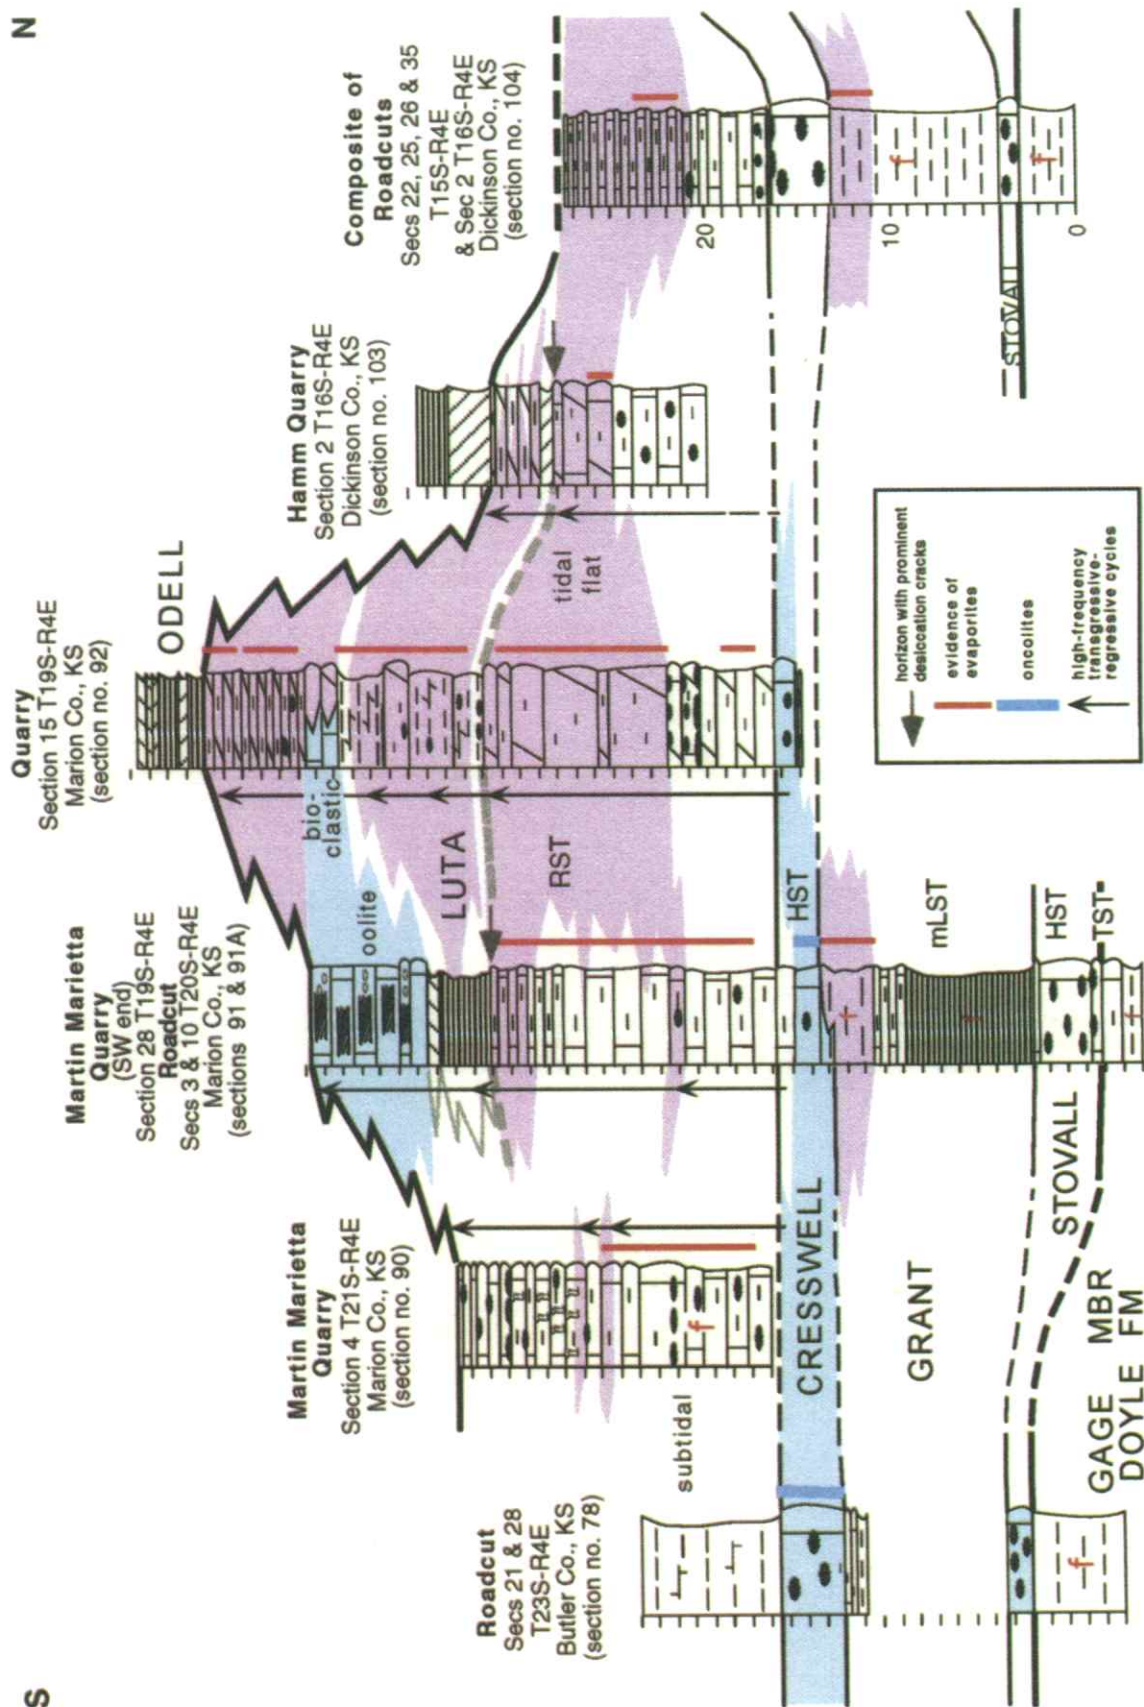 S
N
Roadcut
Secs 21 & 28
T23S-R4E
Butler Co., KS
(section no. 78)
Martin Marietta
Quarry
Section 4 T21S-R4E
Marion Co., KS
(section no. 90)
Martin Marietta
Quarry
(SW end)
Section 28 T19S-R4E
Roadcut
Secs 3 & 10 T20S-R4E
Marion Co., KS
(sections 91 & 91A)
Quarry
Section 15 T19S-R4E
Marion Co., KS
(section no. 92)
Hamm Quarry
Section 2 T16S-R4E
Dickinson Co., KS
(section no. 103)
Composite of
Roadcuts
Secs 22, 25, 26 & 35
T15S-R4E
& Sec 2 T16S-R4E
Dickinson Co., KS
(section no. 104)
ODELL
bio-
clastic
oolite
LUTA
RST
tidal
flat
subtidal
f
20
10
0
CRESSWELL
HST
f
f
f
GRANT
mLST
f
STOVALL
HST
TST
STOVALL
GAGE MBR
DOYLE FM
f
f
f
horizon with prominent
desiccation cracks
evidence of
evaporites
oncolites
high-frequency
transgressive-
regressive cycles